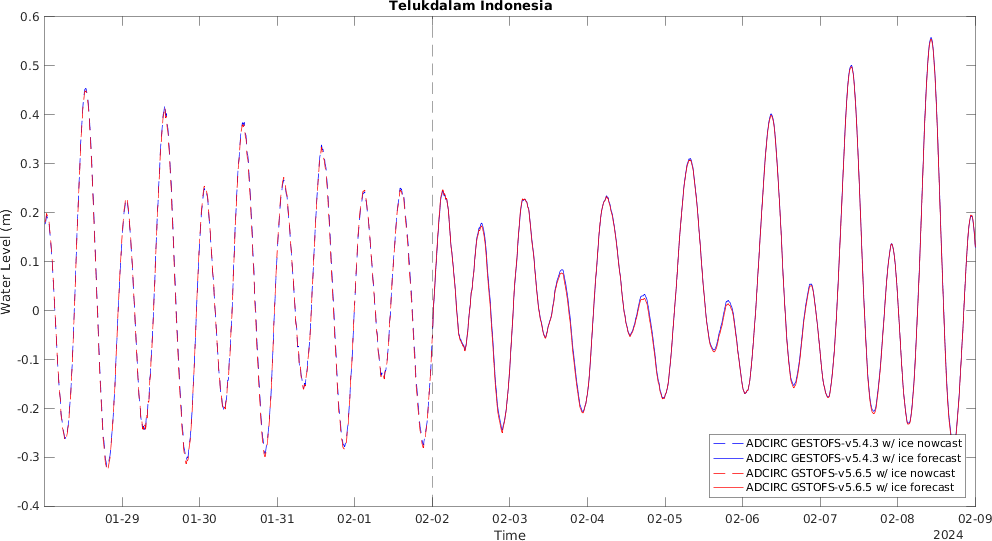 Telukdalam Indonesia
0.6
0.5
0.4
0.3
0.2
0.1
0
-0.1
-0.2
-0.3
-0.4
Water Level (m)
ADCIRC GESTOFS-v5.4.3 w/ ice nowcast
ADCIRC GESTOFS-v5.4.3 w/ ice forecast
ADCIRC GSTOFS-v5.6.5 w/ ice nowcast
ADCIRC GSTOFS-v5.6.5 w/ ice forecast
01-29 01-30 01-31 02-01 02-02 02-03 02-04 02-05 02-06 02-07 02-08 02-09
Time
2024